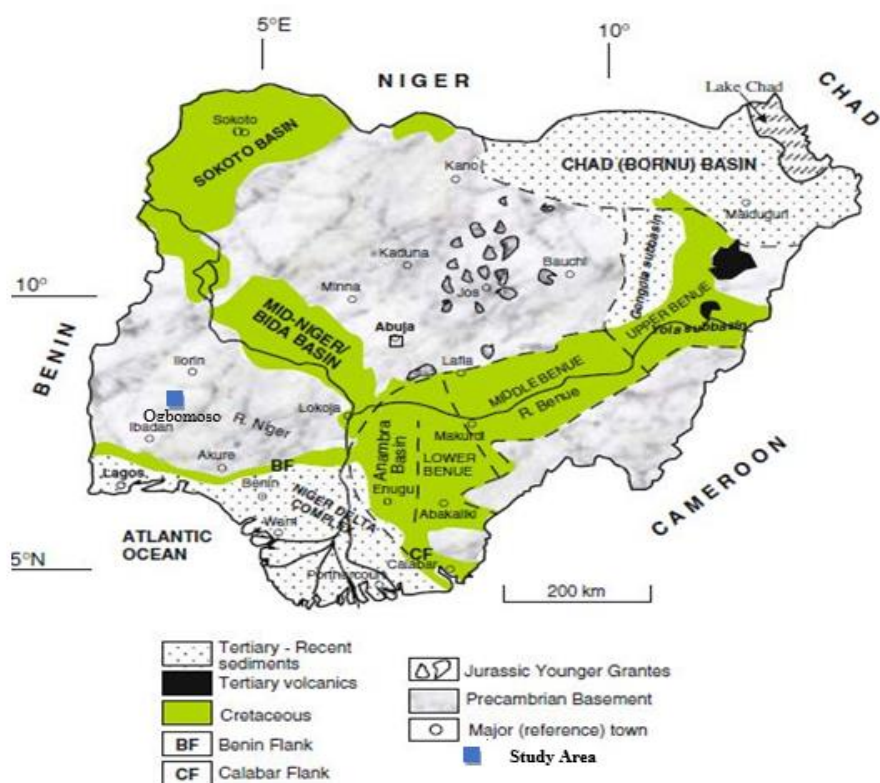 5°E
10°
NIGER
CHAD
Lake Chad
Sokoto
SOKOTO BASIN
Kano
CHAD (BORNU) BASIN
Maiduguri
Kaduna
Bauchi
Gongola subbasin
10°
Minna
Jos
MID-NIGER/
BIDA BASIN
Abuja
UPPER BENUE
Yola subbasin
BENIN
Ilorin
Lafia
MIDDLE BENUE
R. Benue
Ogbomoso
R. Niger
Lokoja
Ibadan
Makurdi
Akure
BF
Anambra
Basin
LOWER
BENUE
Lagos
Benin
NIGER DELTA
COMPLEX
Enugu
Abakaliki
CAMEROON
ATLANTIC
OCEAN
Warri
CF
Calabar
5°N
Portharcourt
200 km
Tertiary - Recent
sediments
Tertiary volcanics
Cretaceous
BF Benin Flank
CF Calabar Flank
Jurassic Younger Grantes
Precambrian Basement
Major (reference) town
Study Area